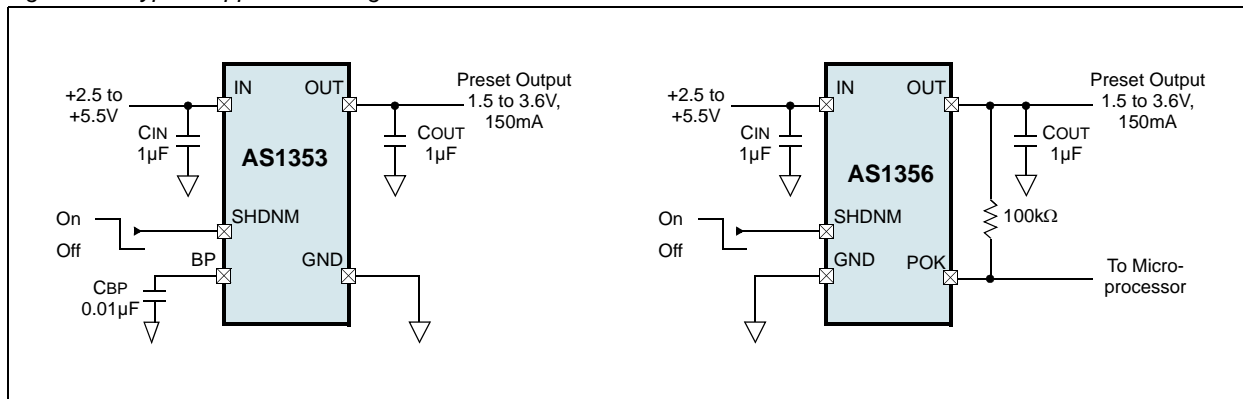 +2.5 to
+5.5V
CIN
1µF
IN
OUT
AS1353
SHDNM
BP
GND
Preset Output
1.5 to 3.6V,
150mA
COUT
1µF
On
Off
CBP
0.01µF
+2.5 to
+5.5V
CIN
1µF
IN
OUT
AS1356
SHDNM
GND
POK
Preset Output
1.5 to 3.6V,
150mA
COUT
1µF
100kΩ
On
Off
To Micro-
processor